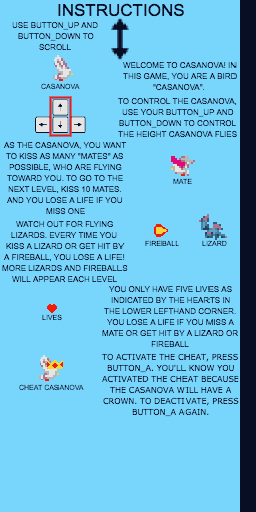 INSTRUCTIONS
USE BUTTON_UP AND
BUTTON_DOWN TO
SCROLL
CASANOVA
WELCOME TO CASANOVA! IN
THIS GAME, YOU ARE A BIRD
"CASANOVA".
TO CONTROL THE CASANOVA,
USE YOUR BUTTON_UP AND
BUTTON_DOWN TO CONTROL
THE HEIGHT CASANOVA FLIES
AS THE CASANOVA, YOU WANT
TO KISS AS MANY "MATES" AS
POSSIBLE, WHO ARE FLYING
TOWARD YOU. TO GO TO THE
NEXT LEVEL, KISS 10 MATES.
AND YOU LOSE A LIFE IF YOU
MISS ONE
MATE
WATCH OUT FOR FLYING
LIZARDS. EVERY TIME YOU
KISS A LIZARD OR GET HIT BY
A FIREBALL, YOU LOSE A LIFE!
MORE LIZARDS AND FIREBALLS
WILL APPEAR EACH LEVEL
FIREBALL
LIZARD
YOU ONLY HAVE FIVE LIVES AS
INDICATED BY THE HEARTS IN
THE LOWER LEFTHAND CORNER.
YOU LOSE A LIFE IF YOU MISS A
MATE OR GET HIT BY A LIZARD OR
FIREBALL
LIVES
TO ACTIVATE THE CHEAT, PRESS
BUTTON_A. YOU'LL KNOW YOU
ACTIVATED THE CHEAT BECAUSE
THE CASANOVA WILL HAVE A
CROWN. TO DEACTIVATE, PRESS
BUTTON_A AGAIN.
CHEAT CASANOVA